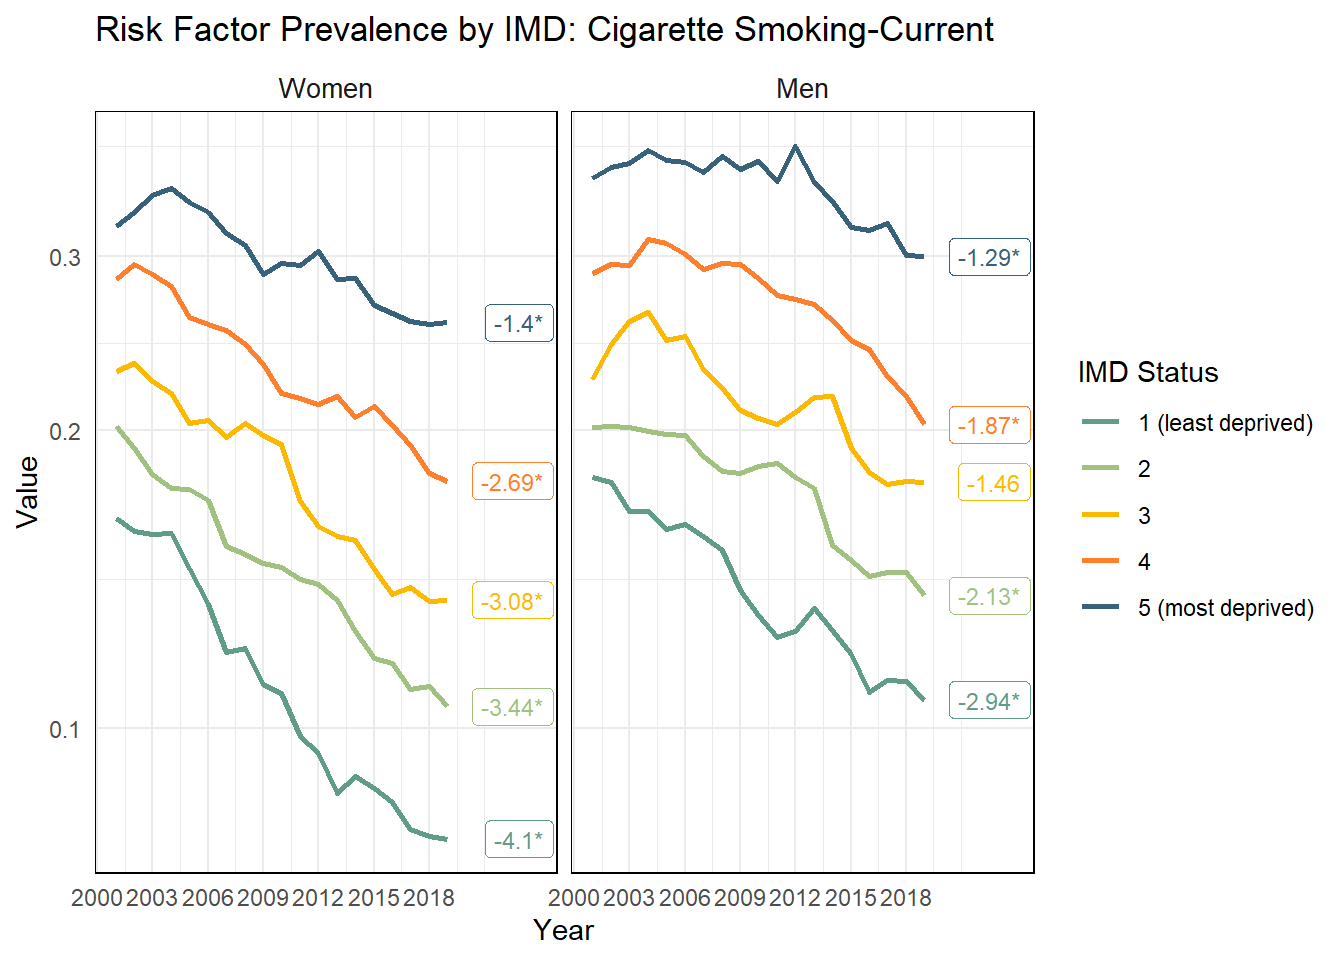 Risk Factor Prevalence by IMD: Cigarette Smoking-Current
Women
Men
0.3
0.2
0.1
Value
-1.4*
-2.69*
-3.08*
-3.44*
-4.1*
-1.29*
-1.87*
-1.46
-2.13*
-2.94*
2000 2003 2006 2009 2012 2015 2018
2000 2003 2006 2009 2012 2015 2018
Year
IMD Status
1 (least deprived)
2
3
4
5 (most deprived)